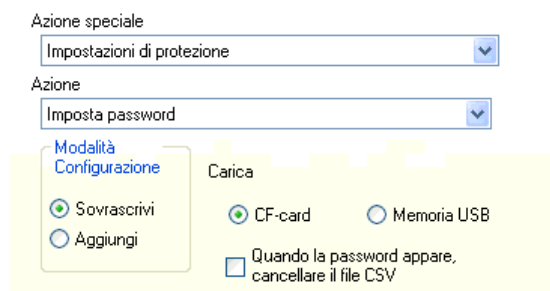 Azione speciale
Impostazioni di protezione
Azione
Imposta password
Modalità
Configurazione
Carica
Sovrascrivi
CF-card
Memoria USB
Aggiungi
Quando la password appare,
cancellare il file CSV